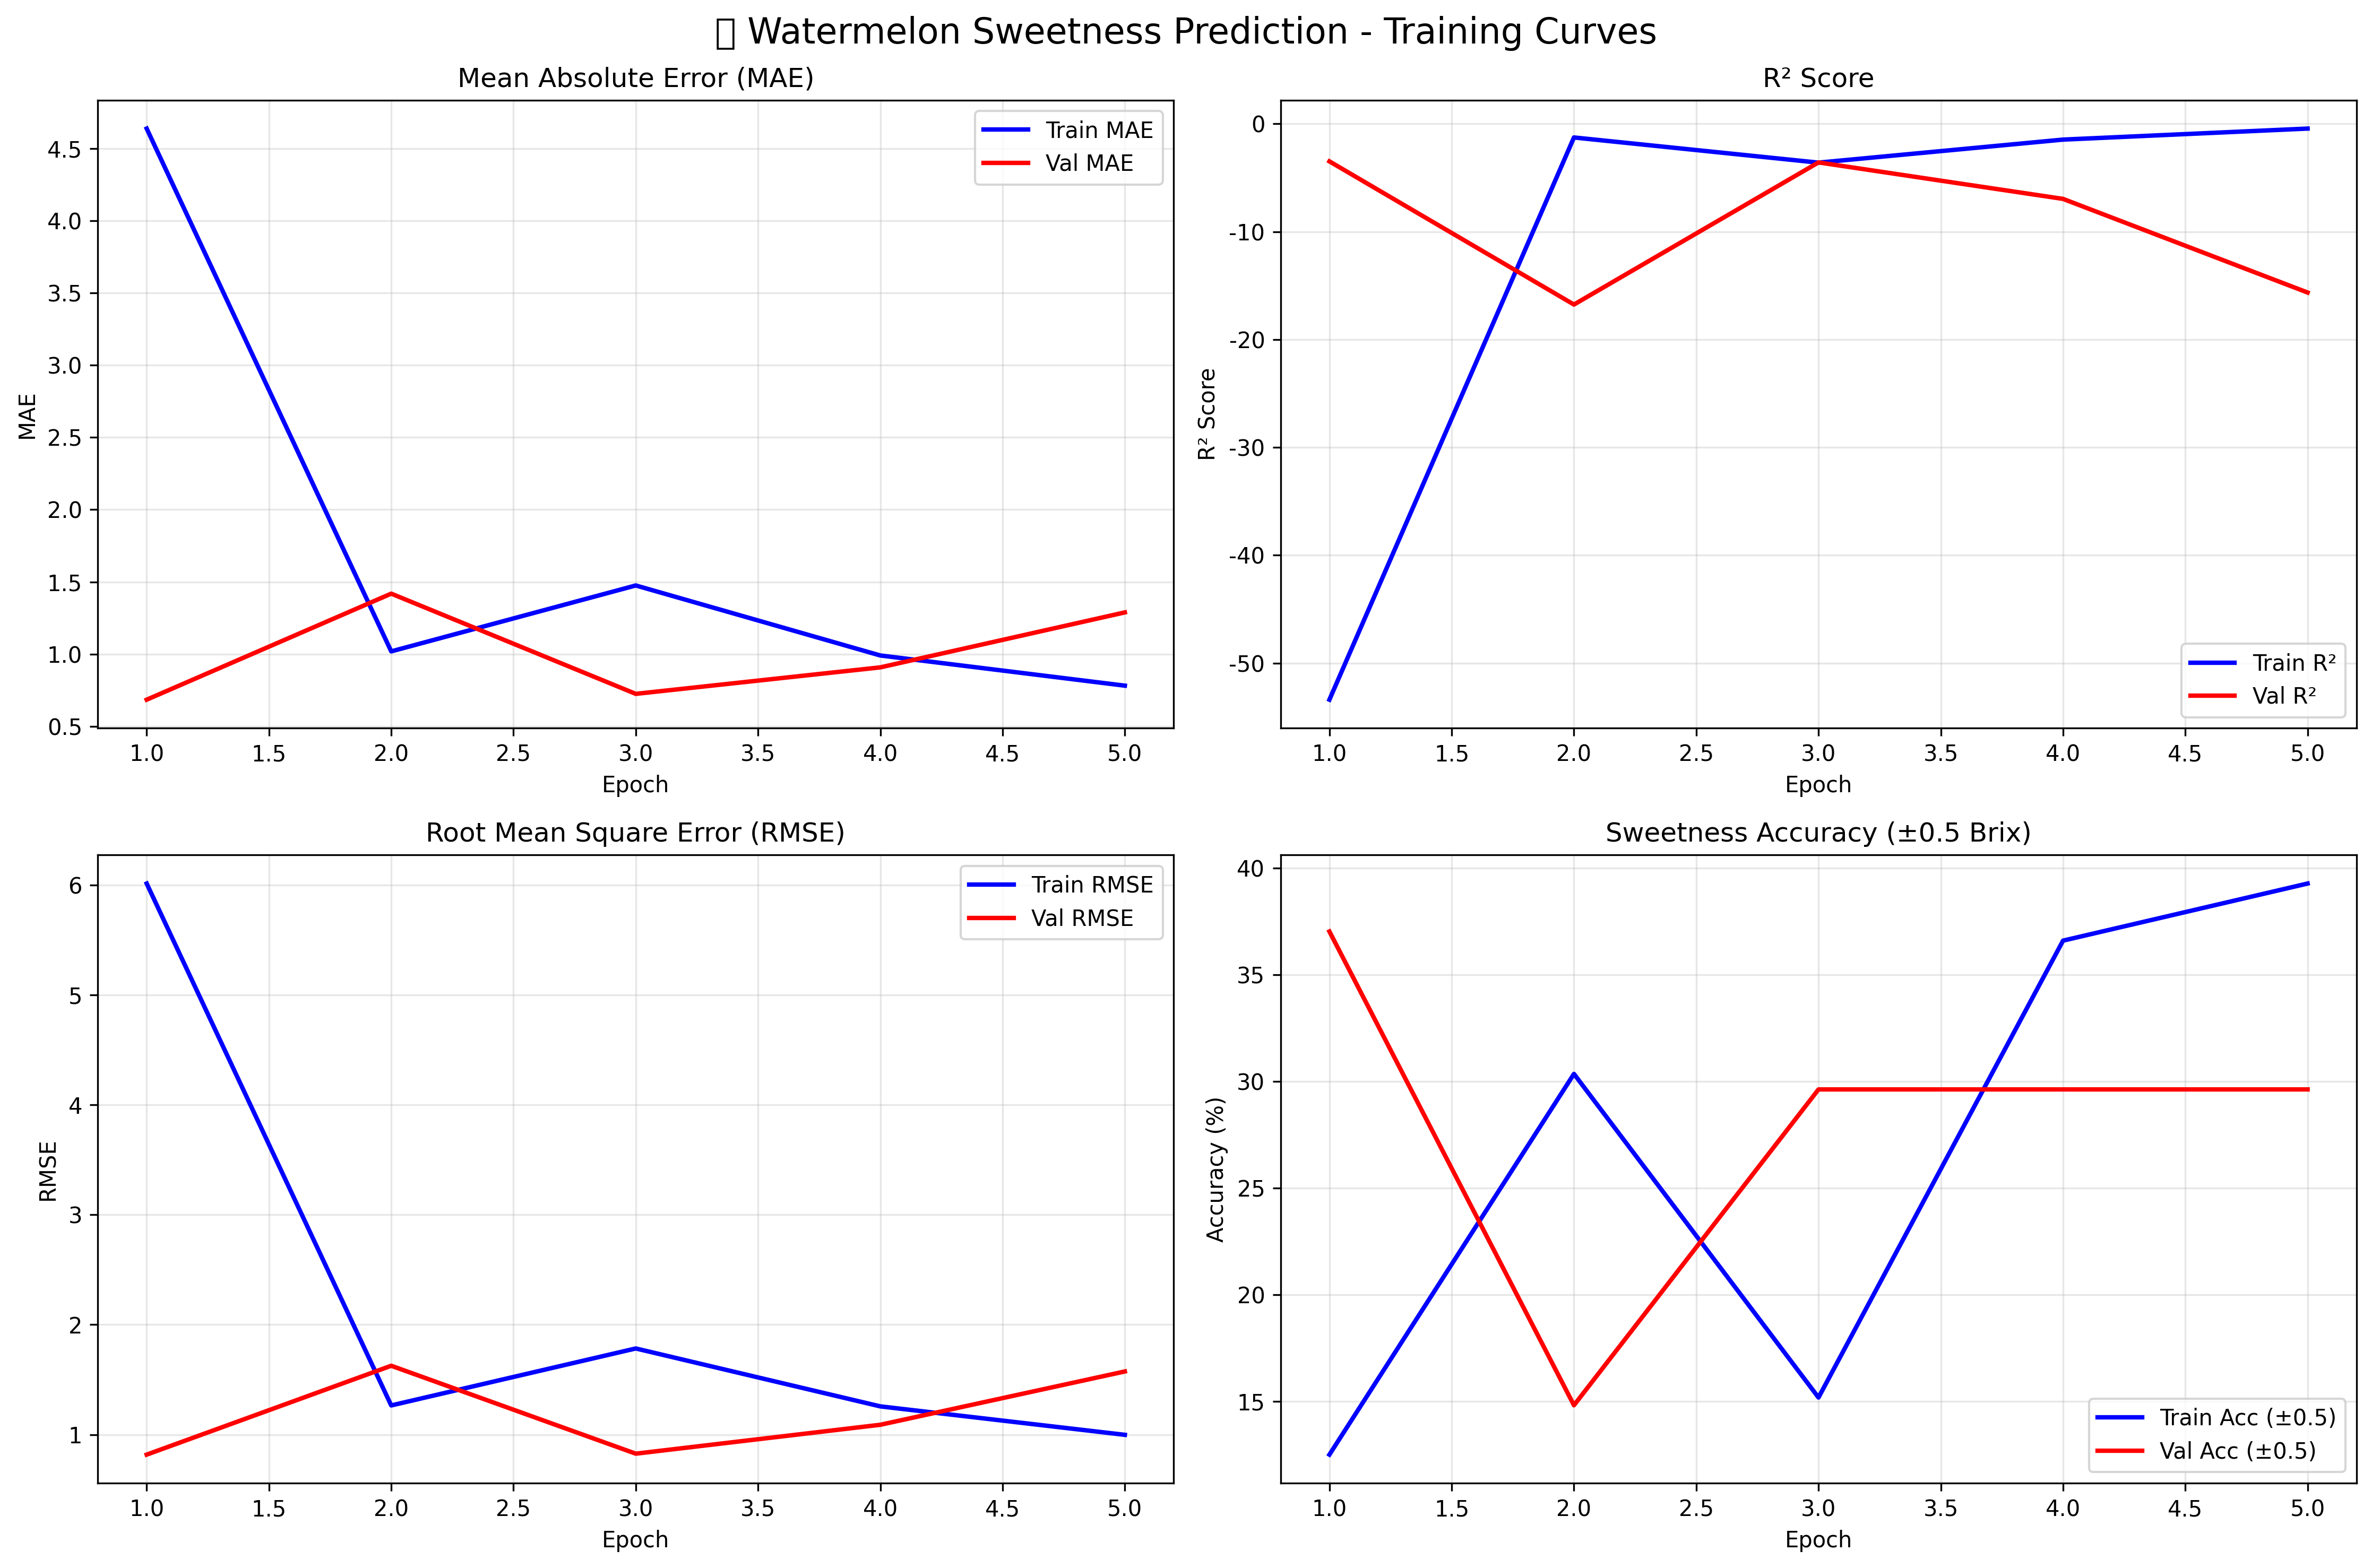 ▯ Watermelon Sweetness Prediction - Training Curves
Mean Absolute Error (MAE)
4.5
4.0
3.5
3.0
2.5
2.0
1.5
1.0
0.5
MAE
Train MAE
Val MAE
1.0 1.5 2.0 2.5 3.0 3.5 4.0 4.5 5.0
Epoch
R² Score
0
-10
-20
-30
-40
-50
R² Score
Train R²
Val R²
1.0 1.5 2.0 2.5 3.0 3.5 4.0 4.5 5.0
Epoch
Root Mean Square Error (RMSE)
6
5
4
3
2
1
RMSE
Train RMSE
Val RMSE
1.0 1.5 2.0 2.5 3.0 3.5 4.0 4.5 5.0
Epoch
Sweetness Accuracy (±0.5 Brix)
40
35
30
25
20
15
Accuracy (%)
Train Acc (±0.5)
Val Acc (±0.5)
1.0 1.5 2.0 2.5 3.0 3.5 4.0 4.5 5.0
Epoch